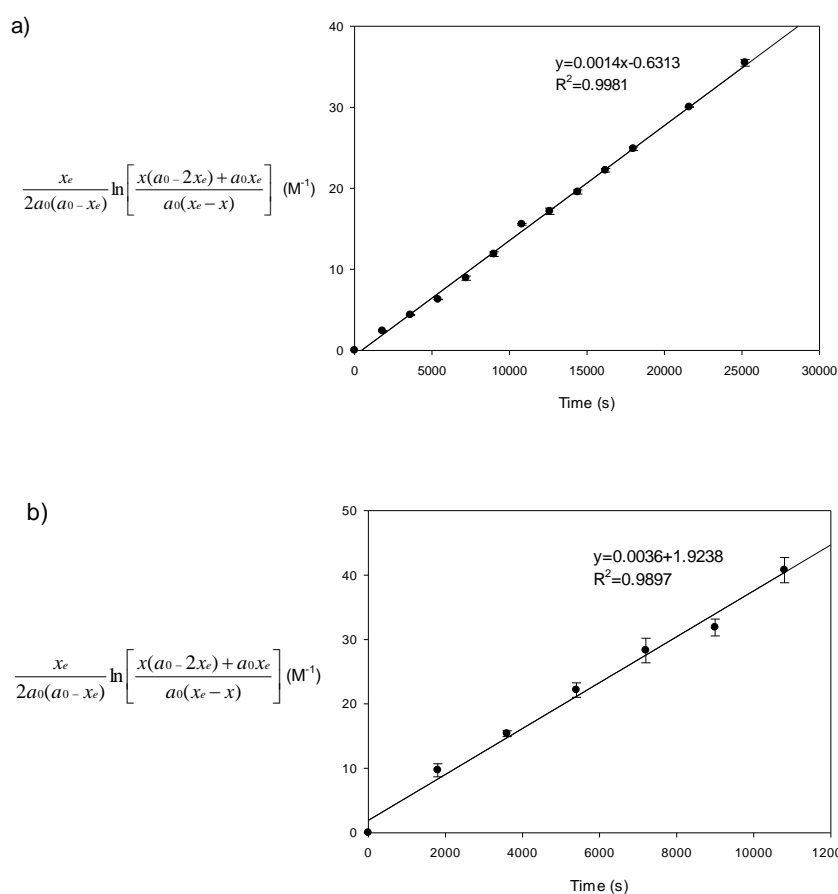 a)
40
30
20
10
0
y=0.0014x-0.6313
R²=0.9981
xₑ / 2a₀(a₀ − xₑ) ln[ x(a₀ − 2xₑ) + a₀xₑ / a₀(xₑ − x) ] (M⁻¹)
0 5000 10000 15000 20000 25000 30000
Time (s)
b)
50
40
30
20
10
0
y=0.0036+1.9238
R²=0.9897
xₑ / 2a₀(a₀ − xₑ) ln[ x(a₀ − 2xₑ) + a₀xₑ / a₀(xₑ − x) ] (M⁻¹)
0 2000 4000 6000 8000 10000 1200
Time (s)